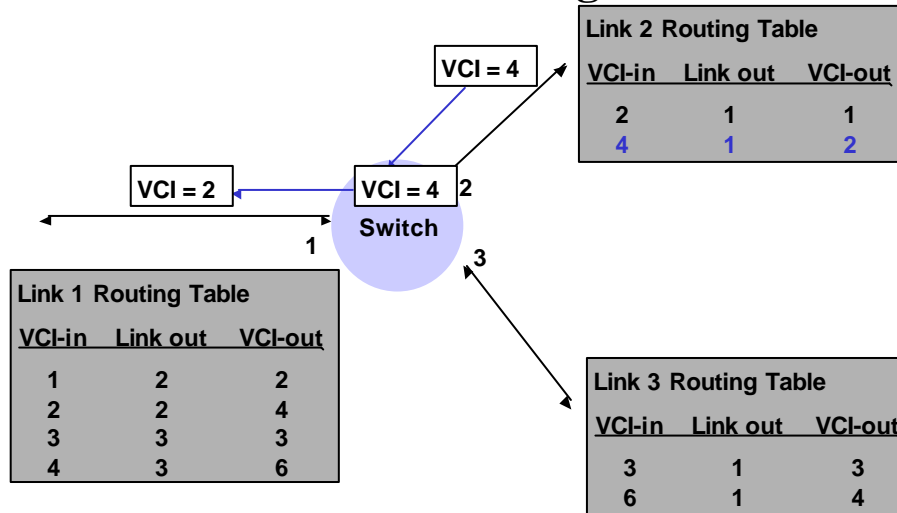 Link 2 Routing Table
VCI-in Link out VCI-out
2 1 1
4 1 2
VCI = 4
VCI = 2
VCI = 4
2
Switch
1
3
Link 1 Routing Table
VCI-in Link out VCI-out
1 2 2
2 2 4
3 3 3
4 3 6
Link 3 Routing Table
VCI-in Link out VCI-out
3 1 3
6 1 4